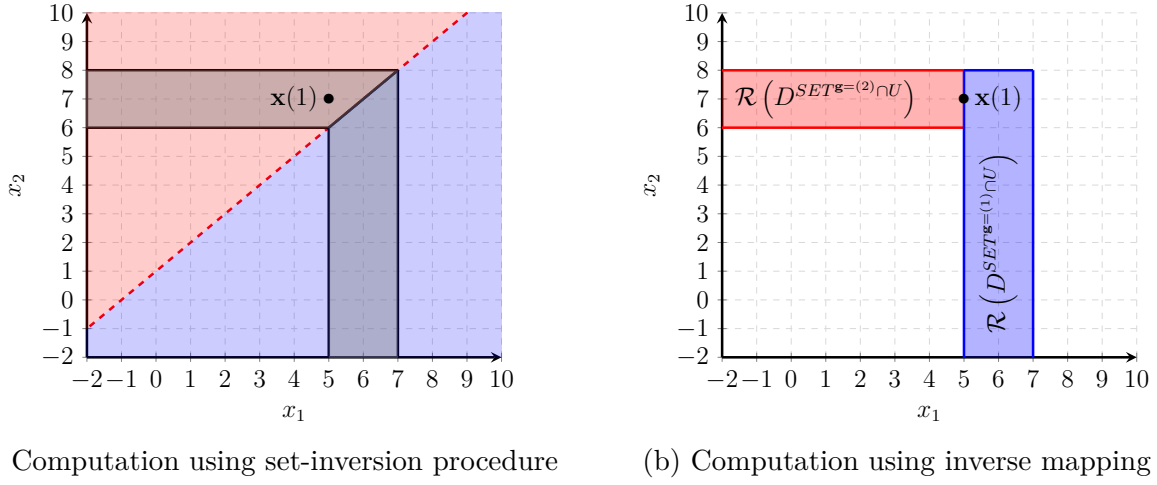 10
9
8
7
6
5
4
3
2
1
0
−1
−2
x₂
x(1)
−2 −1 0 1 2 3 4 5 6 7 8 9 10
x₁
Computation using set-inversion procedure
10
9
8
7
6
5
4
3
2
1
0
−1
−2
x₂
R(D^{SET^{g=(2)}∩U})
x(1)
R(D^{SET^{g=(1)}∩U})
−2 −1 0 1 2 3 4 5 6 7 8 9 10
x₁
(b) Computation using inverse mapping